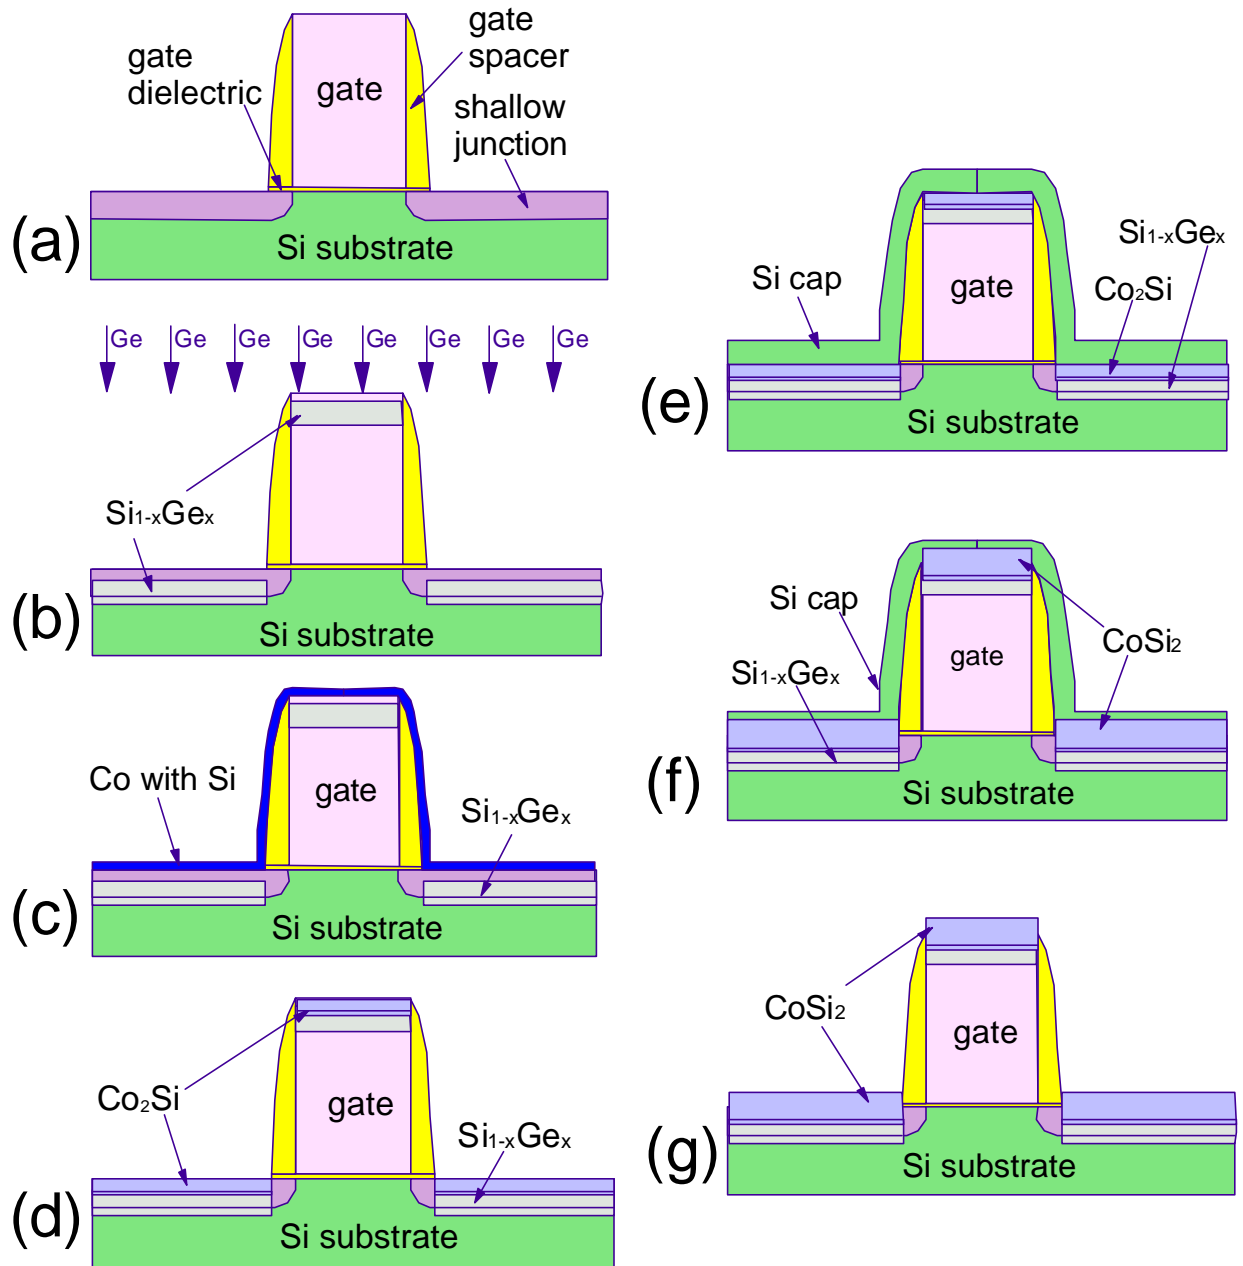 gate
dielectric
gate
gate
spacer
shallow
junction
(a)
Si substrate
Ge Ge Ge Ge Ge Ge Ge Ge
Si1-xGex
(b)
Si substrate
Co with Si
gate
Si1-xGex
(c)
Si substrate
Co2Si
gate
Si1-xGex
(d)
Si substrate
Si1-xGex
Si cap
gate
Co2Si
(e)
Si substrate
Si cap
CoSi2
gate
Si1-xGex
(f)
Si substrate
CoSi2
gate
(g)
Si substrate